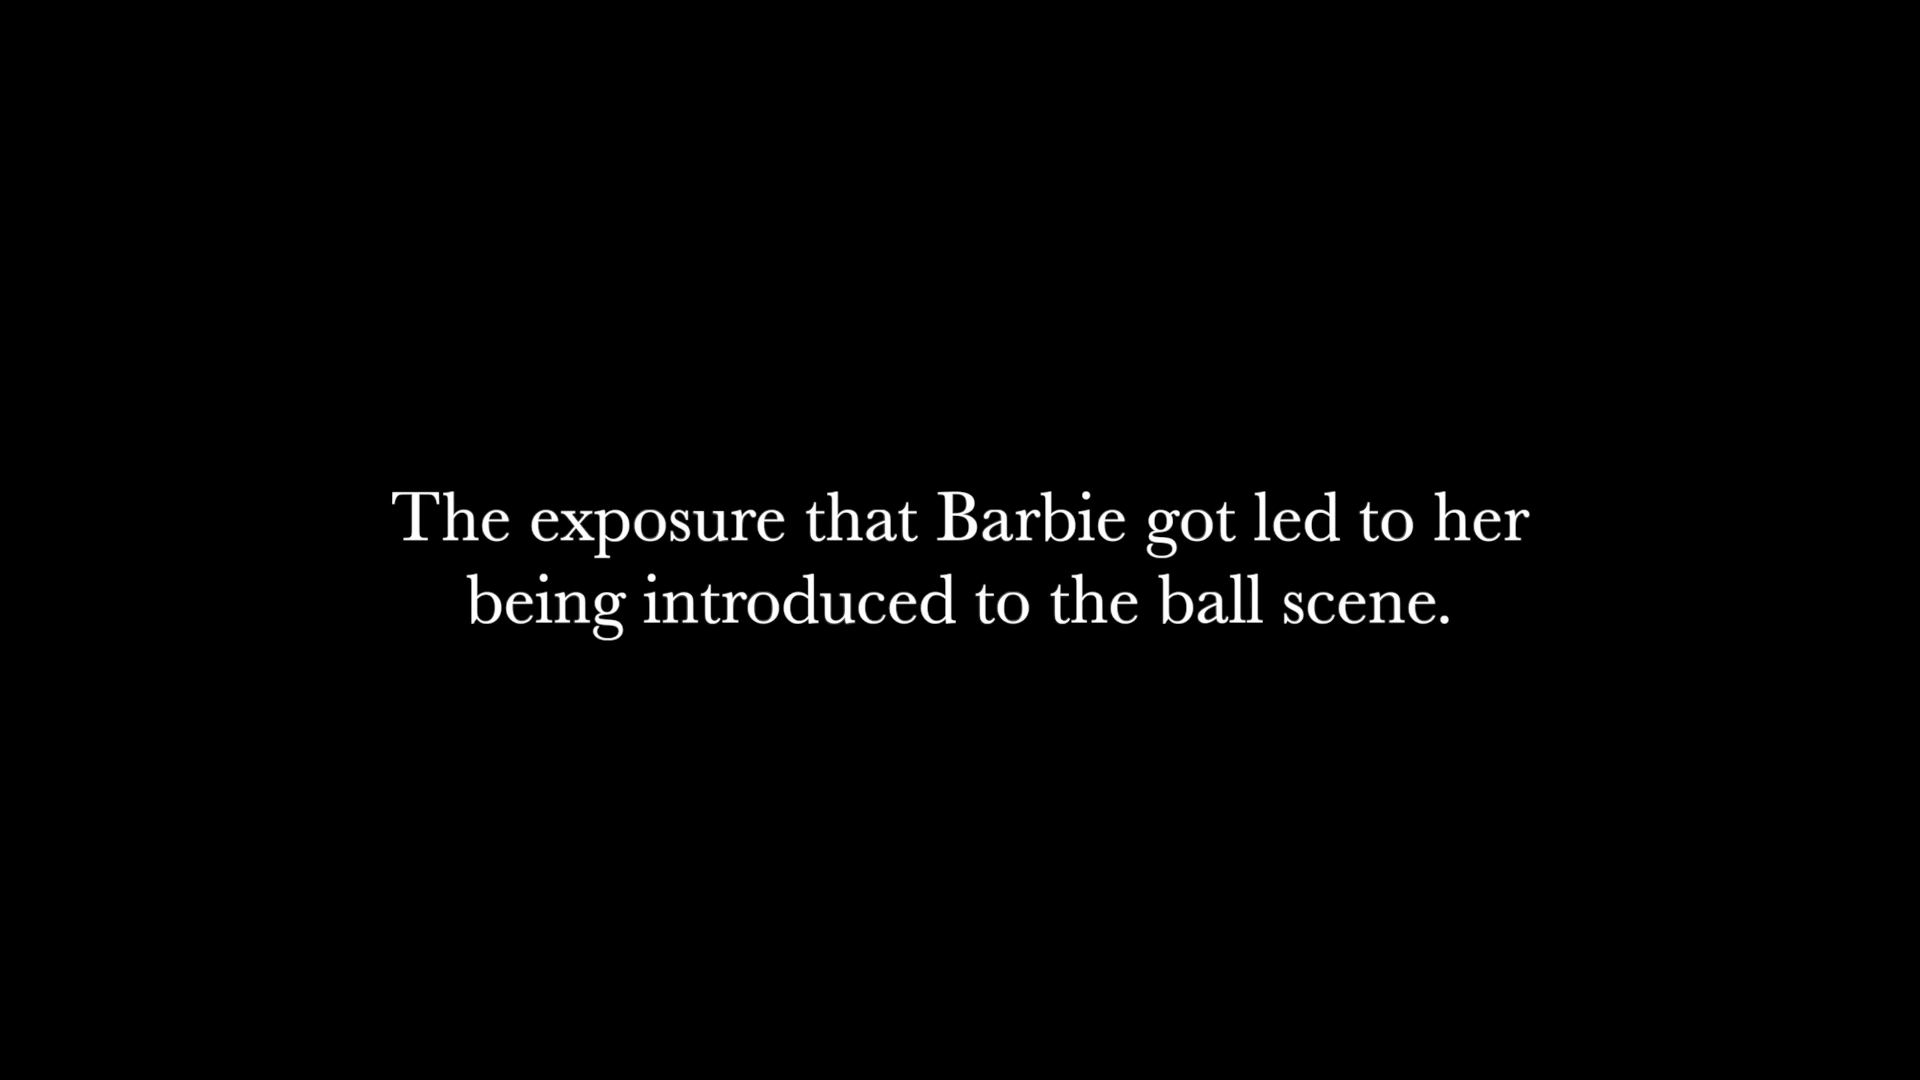 The exposure that Barbie got led to her
being introduced to the ball scene.